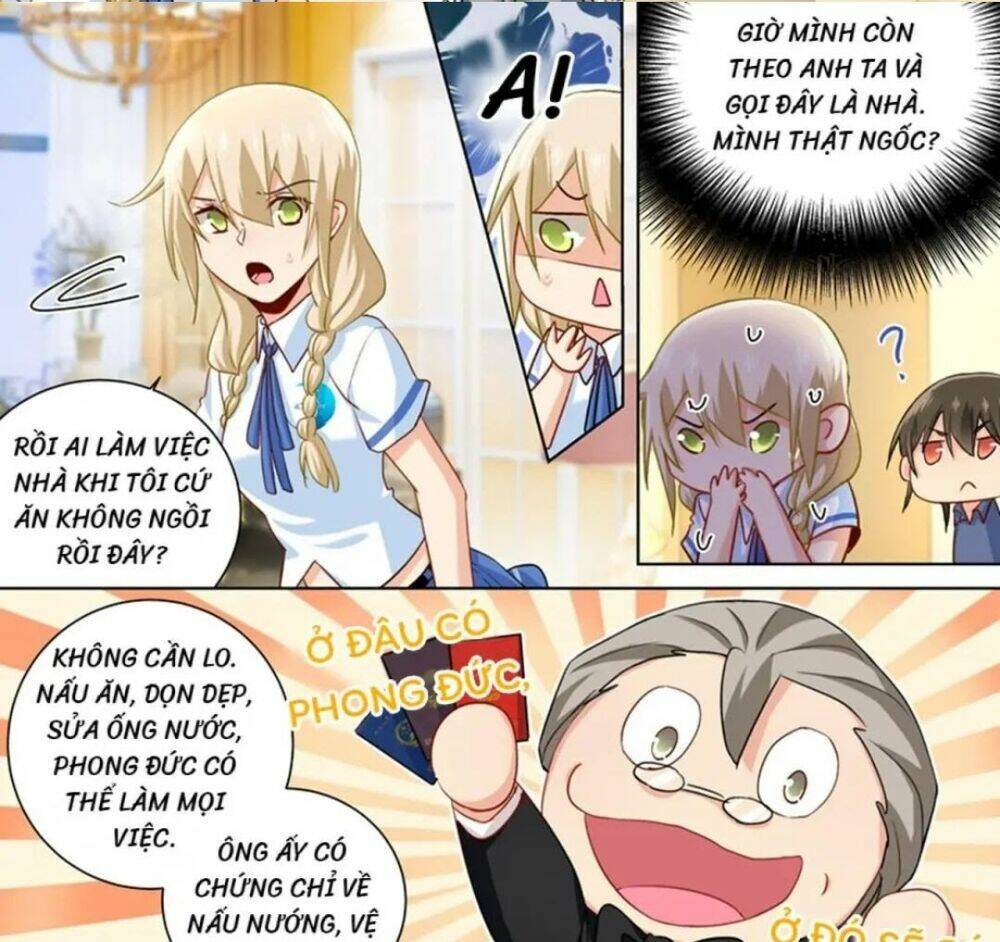 A!
GIỜ MÌNH CÒN
THEO ANH TA VÀ
GỌI ĐÂY LÀ NHÀ.
MÌNH THẬT NGỐC?
?
RỒI AI LÀM VIỆC
NHÀ KHI TÔI CỨ
ĂN KHÔNG NGỒI
RỒI ĐÂY?
Ở ĐÂU CÓ
PHONG ĐỨC,
KHÔNG CẦN LO.
NẤU ĂN, DỌN DẸP,
SỬA ỐNG NƯỚC,
PHONG ĐỨC CÓ
THỂ LÀM MỌI
VIỆC.
ÔNG ẤY CÓ
CHỨNG CHỈ VỀ
NẤU NƯỚNG, VỆ
Ở ĐÓ SẼ CÓ